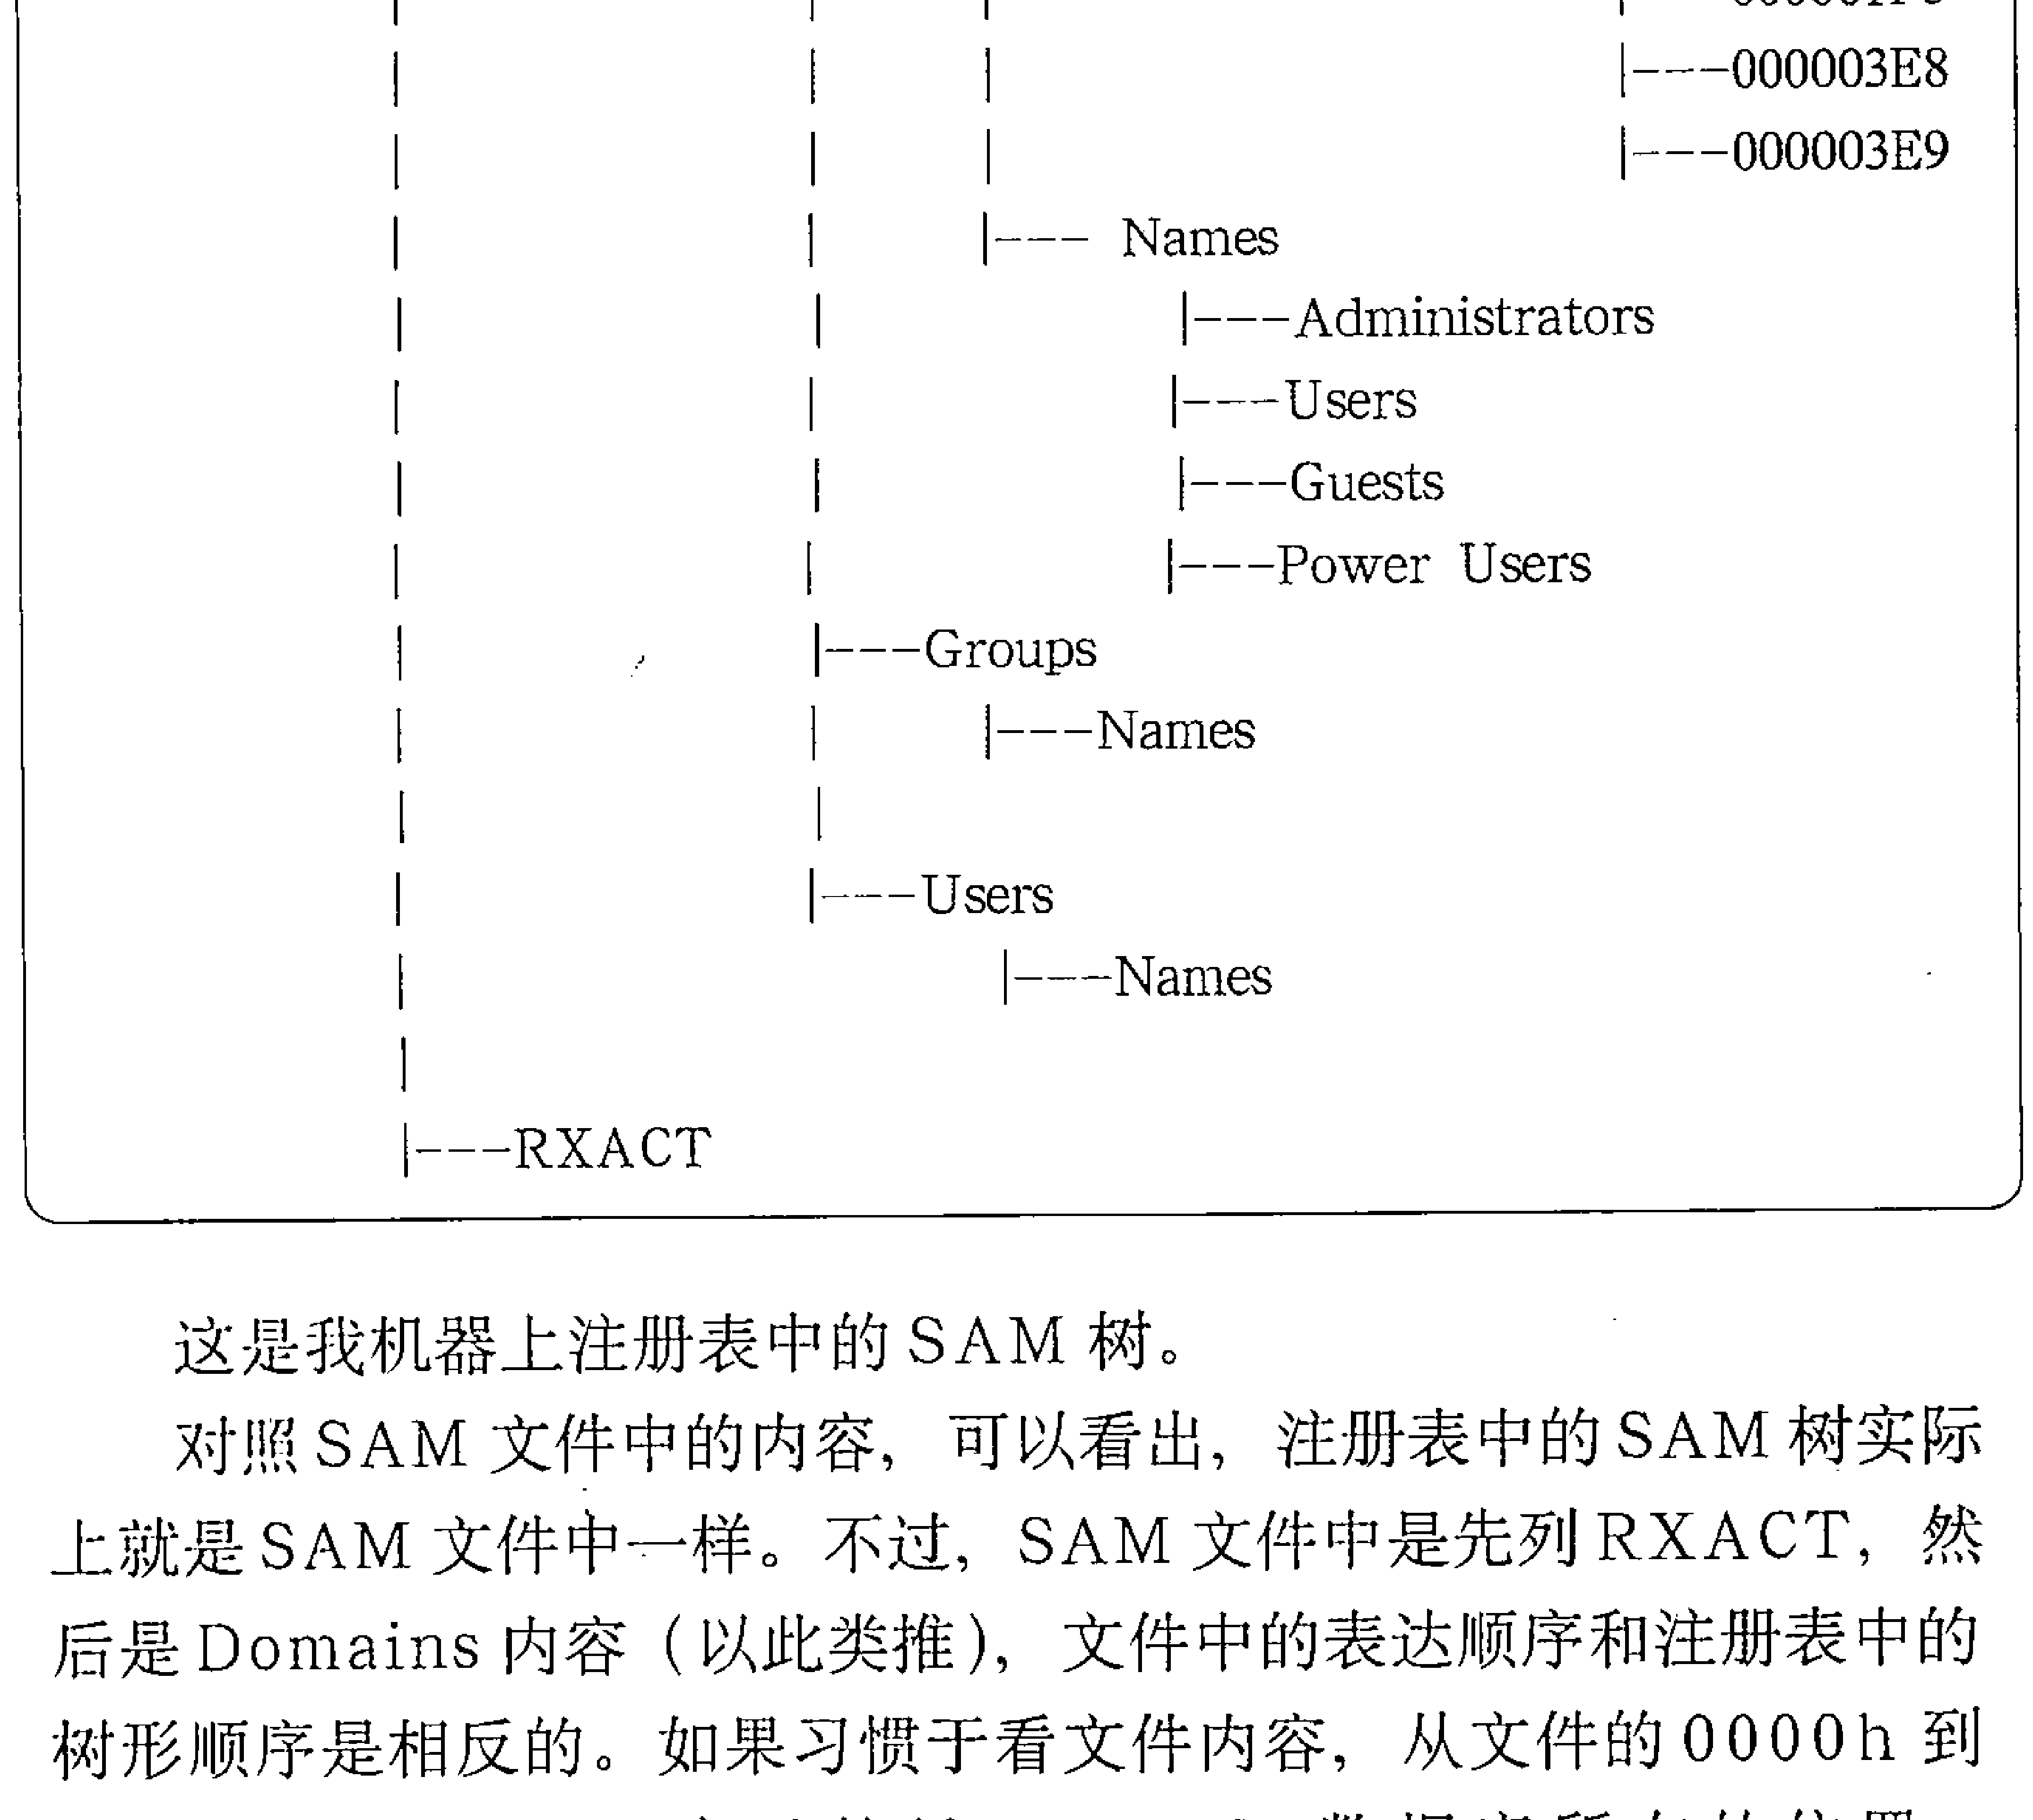 |---000003E8
|---000003E9
|--- Names
|---Administrators
|---Users
|---Guests
|---Power Users
|---Groups
|---Names
|---Users
|---Names
|---RXACT
这是我机器上注册表中的SAM 树。
对照SAM 文件中的内容，可以看出，注册表中的SAM 树实际
上就是SAM 文件中一样。不过，SAM 文件中是先列RXACT，然
后是Domains 内容（以此类推），文件中的表达顺序和注册表中的
树形顺序是相反的。如果习惯于看文件内容，从文件的0000h 到